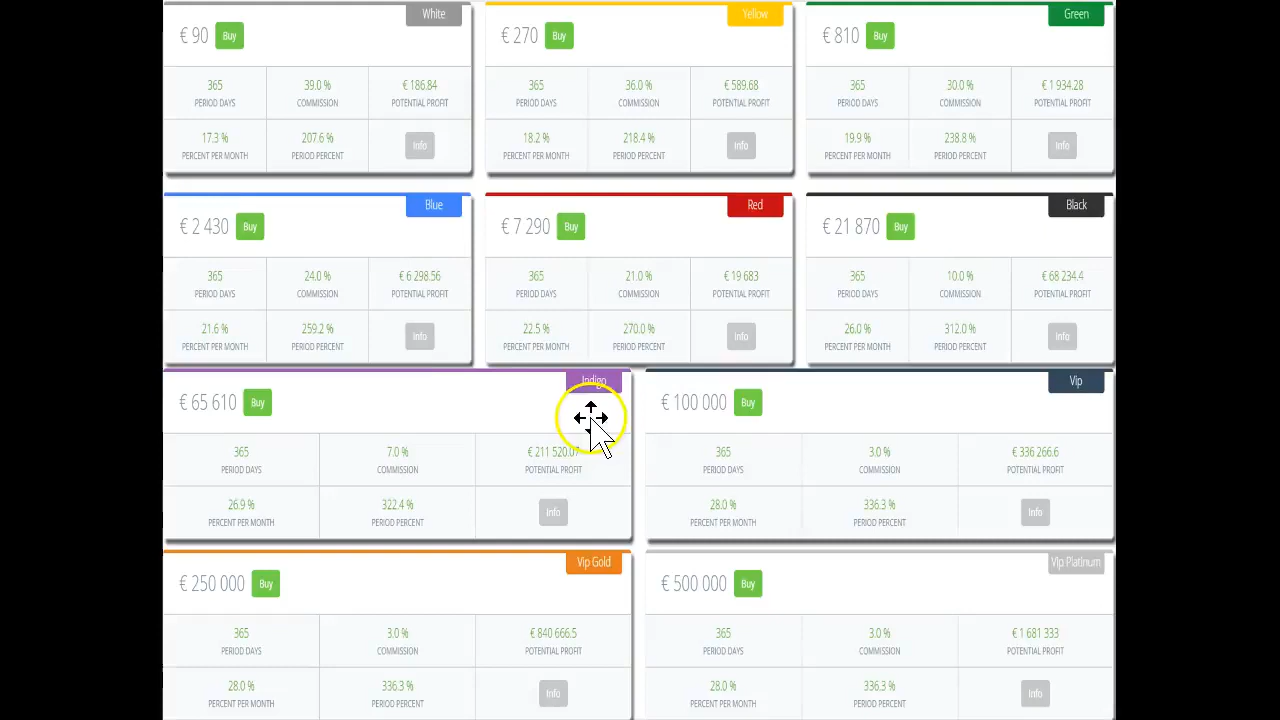 White
€ 90 Buy
365 39.0 % € 186.84
PERIOD DAYS COMMISSION POTENTIAL PROFIT
17.3 % 207.6 % Info
PERCENT PER MONTH PERIOD PERCENT
Yellow
€ 270 Buy
365 36.0 % € 589.68
PERIOD DAYS COMMISSION POTENTIAL PROFIT
18.2 % 218.4 % Info
PERCENT PER MONTH PERIOD PERCENT
Green
€ 810 Buy
365 30.0 % € 1 934.28
PERIOD DAYS COMMISSION POTENTIAL PROFIT
19.9 % 238.8 % Info
PERCENT PER MONTH PERIOD PERCENT
Blue
€ 2 430 Buy
365 24.0 % € 6 298.56
PERIOD DAYS COMMISSION POTENTIAL PROFIT
21.6 % 259.2 % Info
PERCENT PER MONTH PERIOD PERCENT
Red
€ 7 290 Buy
365 21.0 % € 19 683
PERIOD DAYS COMMISSION POTENTIAL PROFIT
22.5 % 270.0 % Info
PERCENT PER MONTH PERIOD PERCENT
Black
€ 21 870 Buy
365 10.0 % € 68 234.4
PERIOD DAYS COMMISSION POTENTIAL PROFIT
26.0 % 312.0 % Info
PERCENT PER MONTH PERIOD PERCENT
Indigo
€ 65 610 Buy
365 7.0 % € 211 520.07
PERIOD DAYS COMMISSION POTENTIAL PROFIT
26.9 % 322.4 % Info
PERCENT PER MONTH PERIOD PERCENT
Vip
€ 100 000 Buy
365 3.0 % € 336 266.6
PERIOD DAYS COMMISSION POTENTIAL PROFIT
28.0 % 336.3 % Info
PERCENT PER MONTH PERIOD PERCENT
Vip Gold
€ 250 000 Buy
365 3.0 % € 840 666.5
PERIOD DAYS COMMISSION POTENTIAL PROFIT
28.0 % 336.3 % Info
PERCENT PER MONTH PERIOD PERCENT
Vip Platinum
€ 500 000 Buy
365 3.0 % € 1 681 333
PERIOD DAYS COMMISSION POTENTIAL PROFIT
28.0 % 336.3 % Info
PERCENT PER MONTH PERIOD PERCENT